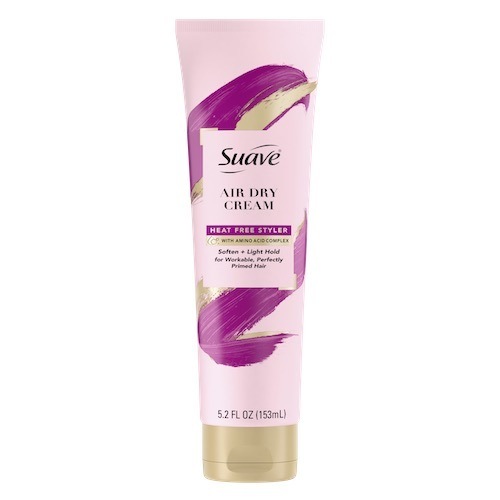 Suave®
AIR DRY
CREAM
HEAT FREE STYLER
WITH AMINO ACID COMPLEX
Soften + Light Hold
for Workable, Perfectly
Primed Hair
5.2 FL OZ (153mL)